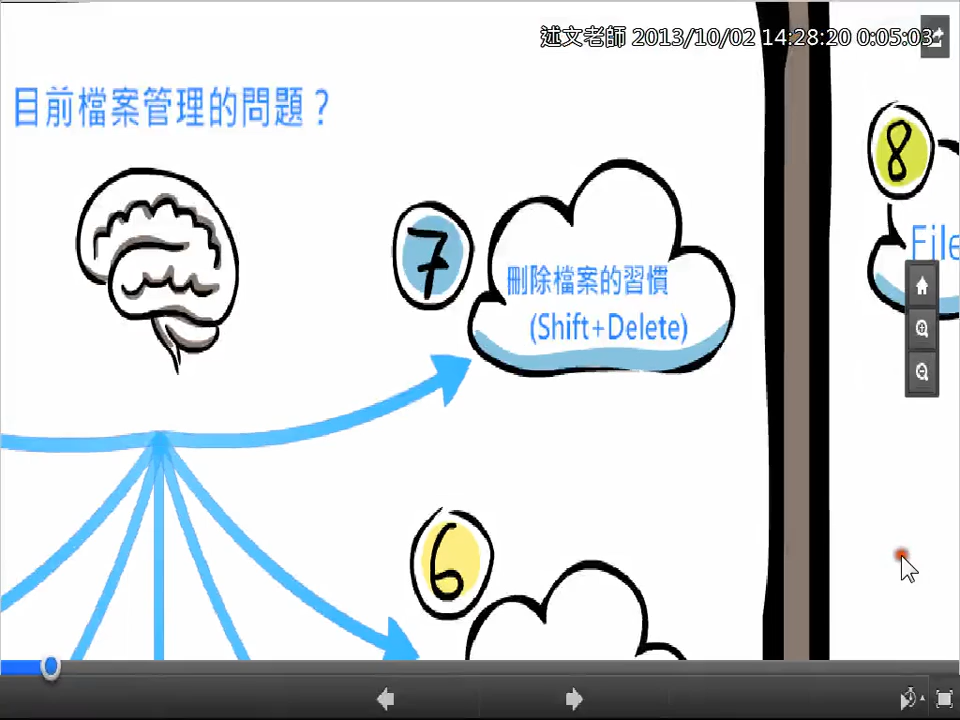 述文老師 2013/10/02 14:28:20 0:05:03
目前檔案管理的問題？
8
7
File
刪除檔案的習慣
(Shift+Delete)
6